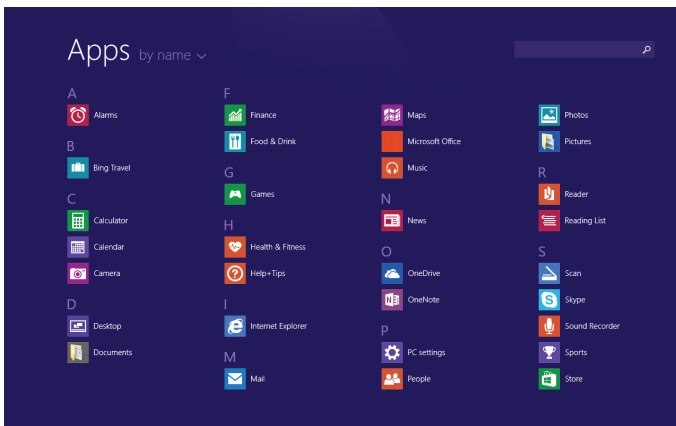 Apps by name
A
Alarms
B
Bing Travel
C
Calculator
Calendar
Camera
D
Desktop
Documents
F
Finance
Food & Drink
G
Games
H
Health & Fitness
Help+Tips
I
Internet Explorer
M
Mail
Maps
Microsoft Office
Music
N
News
O
OneDrive
OneNote
P
PC settings
People
Photos
Pictures
R
Reader
Reading List
S
Scan
Skype
Sound Recorder
Sports
Store